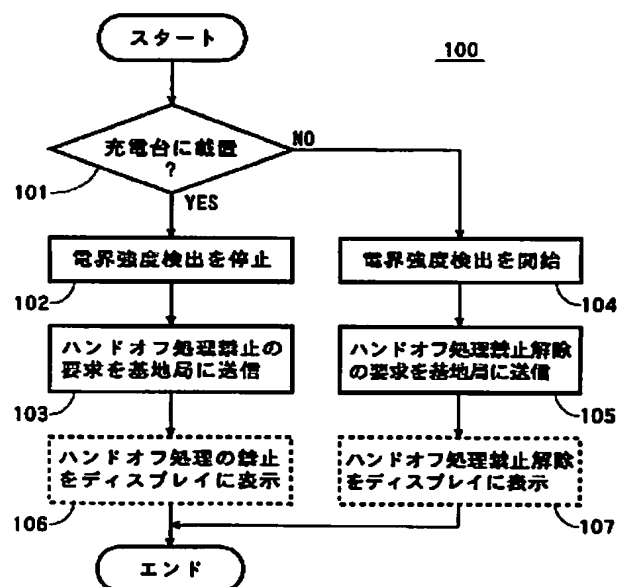 スタート
100
充電台に載置
?
NO
101
YES
電界強度検出を停止
電界強度検出を開始
102
104
ハンドオフ処理禁止の
要求を基地局に送信
ハンドオフ処理禁止解除
の要求を基地局に送信
103
105
ハンドオフ処理の禁止
をディスプレイに表示
ハンドオフ処理禁止解除
をディスプレイに表示
106
107
エンド